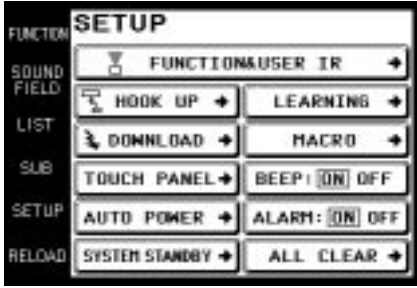 SETUP
FUNCTION
FUNCTION&USER IR
SOUND
FIELD
HOOK UP
LEARNING
LIST
DOWNLOAD
MACRO
SUB
TOUCH PANEL
BEEP: ON OFF
SETUP
AUTO POWER
ALARM: ON OFF
RELOAD
SYSTEM STANDBY
ALL CLEAR